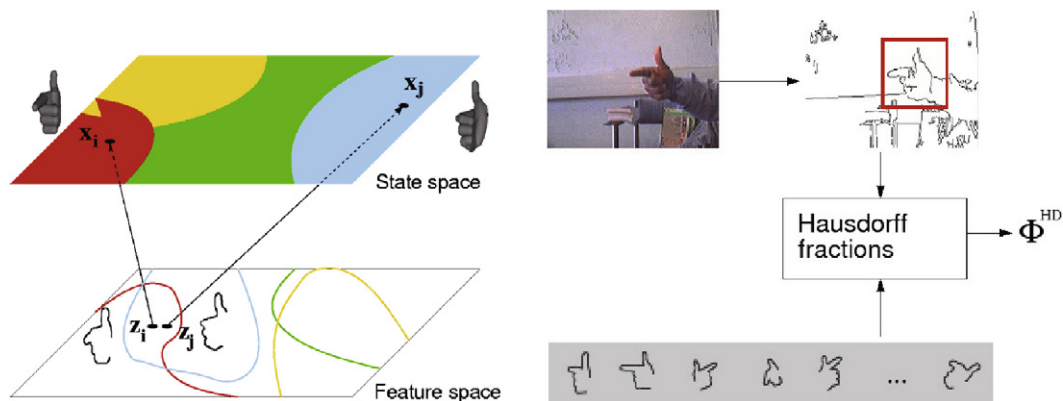 x_i
x_j
State space
z_i
z_j
Feature space
Hausdorff
fractions
Φ^HD
...